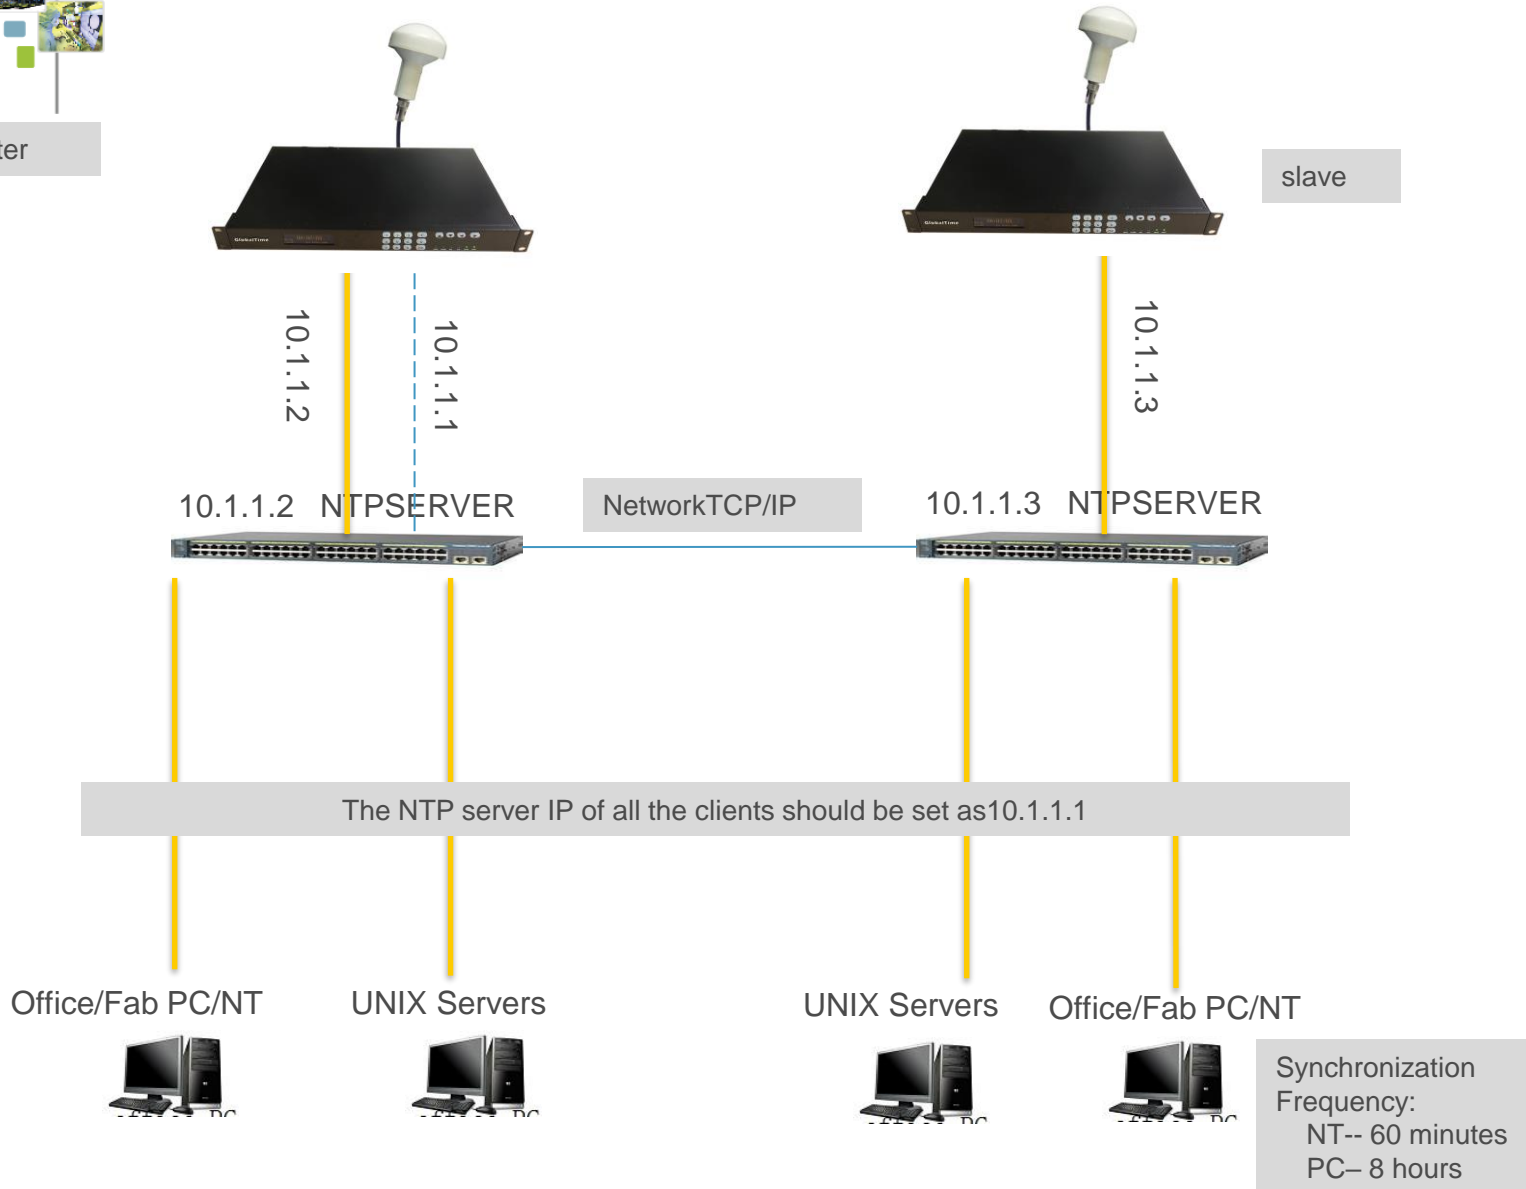 ter
slave
GlobalTime
GlobalTime
10.1.1.2
10.1.1.1
10.1.1.3
10.1.1.2 NTPSERVER
NetworkTCP/IP
10.1.1.3 NTPSERVER
The NTP server IP of all the clients should be set as10.1.1.1
Office/Fab PC/NT
UNIX Servers
UNIX Servers
Office/Fab PC/NT
Synchronization
Frequency:
NT-- 60 minutes
PC– 8 hours